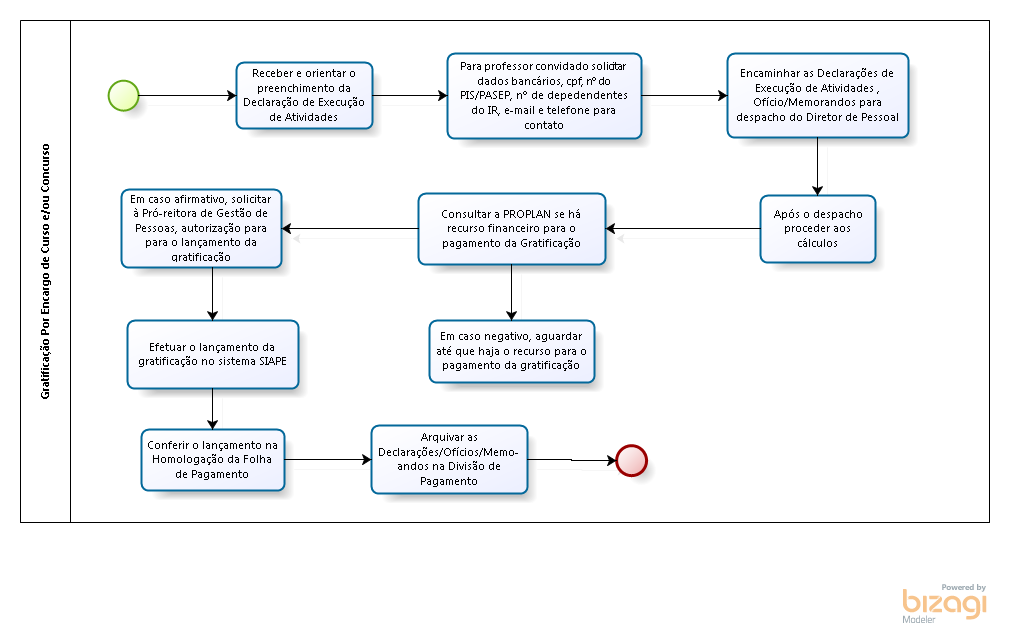 Gratificação Por Encargo de Curso e/ou Concurso
Receber e orientar o
preenchimento da
Declaração de Execução
de Atividades
Para professor convidado solicitar
dados bancários, cpf, nº do
PIS/PASEP, nº de depedendentes
do IR, e-mail e telefone para
contato
Encaminhar as Declarações de
Execução de Atividades ,
Ofício/Memorandos para
despacho do Diretor de Pessoal
Após o despacho
proceder aos
cálculos
Consultar a PROPLAN se há
recurso financeiro para o
pagamento da Gratificação
Em caso afirmativo, solicitar
à Pró-reitora de Gestão de
Pessoas, autorização para
para o lançamento da
gratificação
Em caso negativo, aguardar
até que haja o recurso para o
pagamento da gratificação
Efetuar o lançamento da
gratificação no sistema SIAPE
Conferir o lançamento na
Homologação da Folha
de Pagamento
Arquivar as
Declarações/Ofícios/Memo-
andos na Divisão de
Pagamento
Powered by
bizagi
Modeler